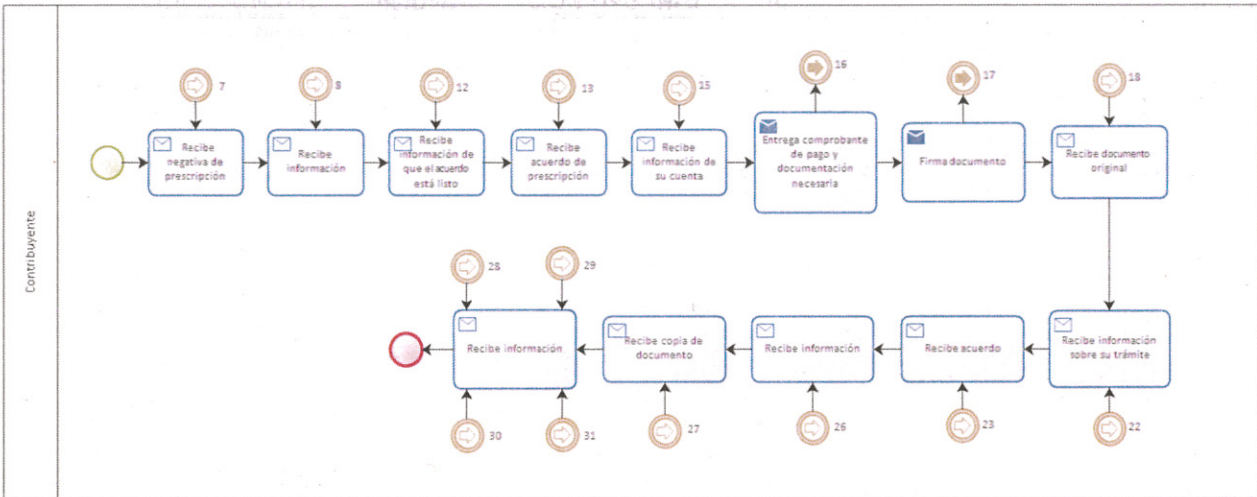 Contribuyente
7
8
12
13
15
16
17
18
Recibe
negativa de
prescripción
Recibe
información
Recibe
información de
que el acuerdo
está listo
Recibe
acuerdo de
prescripción
Recibe
información de
su cuenta
Entrega comprobante
de pago y
documentación
necesaria
Firma documento
Recibe documento
original
28
29
Recibe información
Recibe copia de
documento
Recibe información
Recibe acuerdo
Recibe información
sobre su trámite
30
31
27
26
23
22